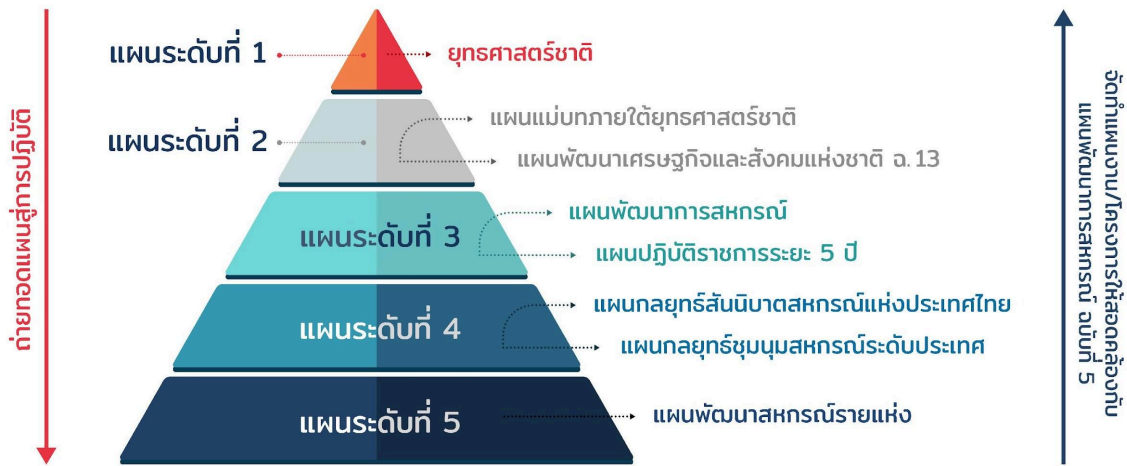 แผนระดับที่ 1
ยุทธศาสตร์ชาติ
แผนระดับที่ 2
แผนแม่บทภายใต้ยุทธศาสตร์ชาติ
แผนพัฒนาเศรษฐกิจและสังคมแห่งชาติ ฉ.13
แผนระดับที่ 3
แผนพัฒนาการสหกรณ์
แผนปฏิบัติราชการระยะ 5 ปี
แผนระดับที่ 4
แผนกลยุทธ์สันนิบาตสหกรณ์แห่งประเทศไทย
แผนกลยุทธ์ชุมนุมสหกรณ์ระดับประเทศ
แผนระดับที่ 5
แผนพัฒนาสหกรณ์รายแห่ง
ถ่ายทอดแผนสู่การปฏิบัติ
จัดทำแผนงาน/โครงการให้สอดคล้องกับ
แผนพัฒนาการสหกรณ์ ฉบับที่ 5